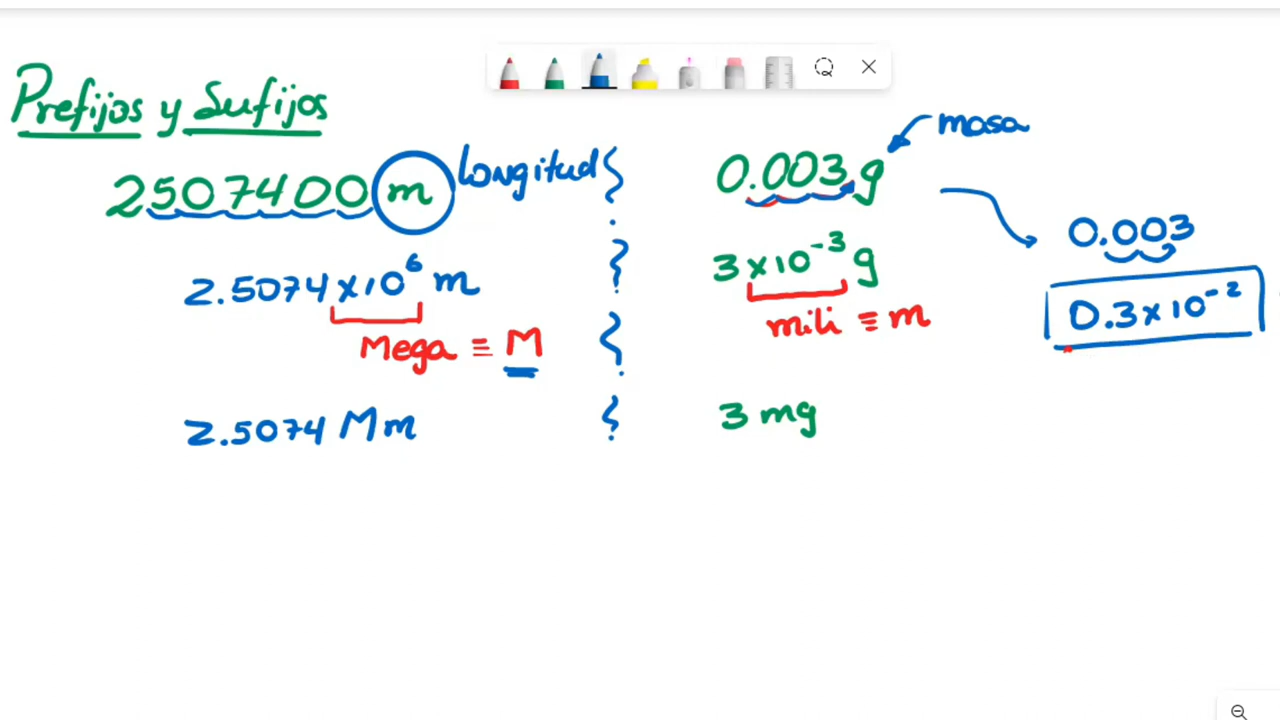 Prefijos y Sufijos
2507400 m longitud
2.5074 x 10⁶ m
Mega ≡ M
2.5074 Mm
masa
0.003 g
3 x 10⁻³ g
mili ≡ m
3 mg
0.003
0.3 x 10⁻²